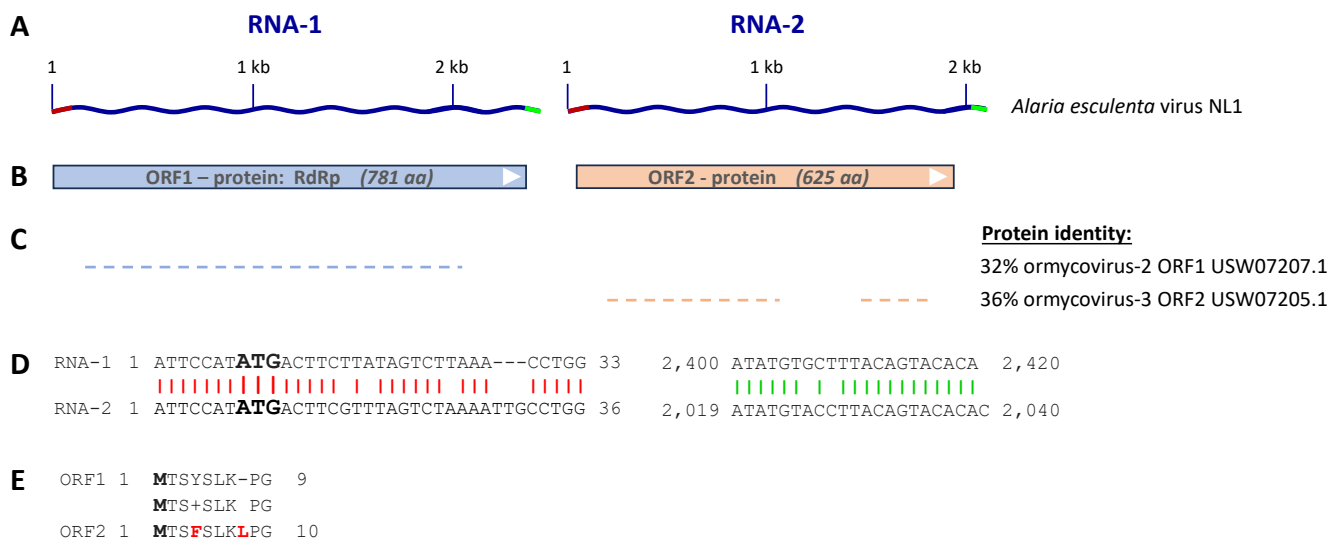 A RNA-1 RNA-2
1 1 kb 2 kb 1 1 kb 2 kb
Alaria esculenta virus NL1
B ORF1 – protein: RdRp (781 aa) ORF2 - protein (625 aa)
C Protein identity:
32% ormycovirus-2 ORF1 USW07207.1
36% ormycovirus-3 ORF2 USW07205.1
D RNA-1 1 ATTCCATATGACTTCTTATAGTCTTAAA---CCTGG 33 2,400 ATATGTGCTTTACAGTACACA 2,420
RNA-2 1 ATTCCATATGACTTCGTTTAGTCTAAAATTGCCTGG 36 2,019 ATATGTACCTTACAGTACACAC 2,040
E ORF1 1 MTSYSLK-PG 9
MTS+SLK PG
ORF2 1 MTSFSLKLPG 10